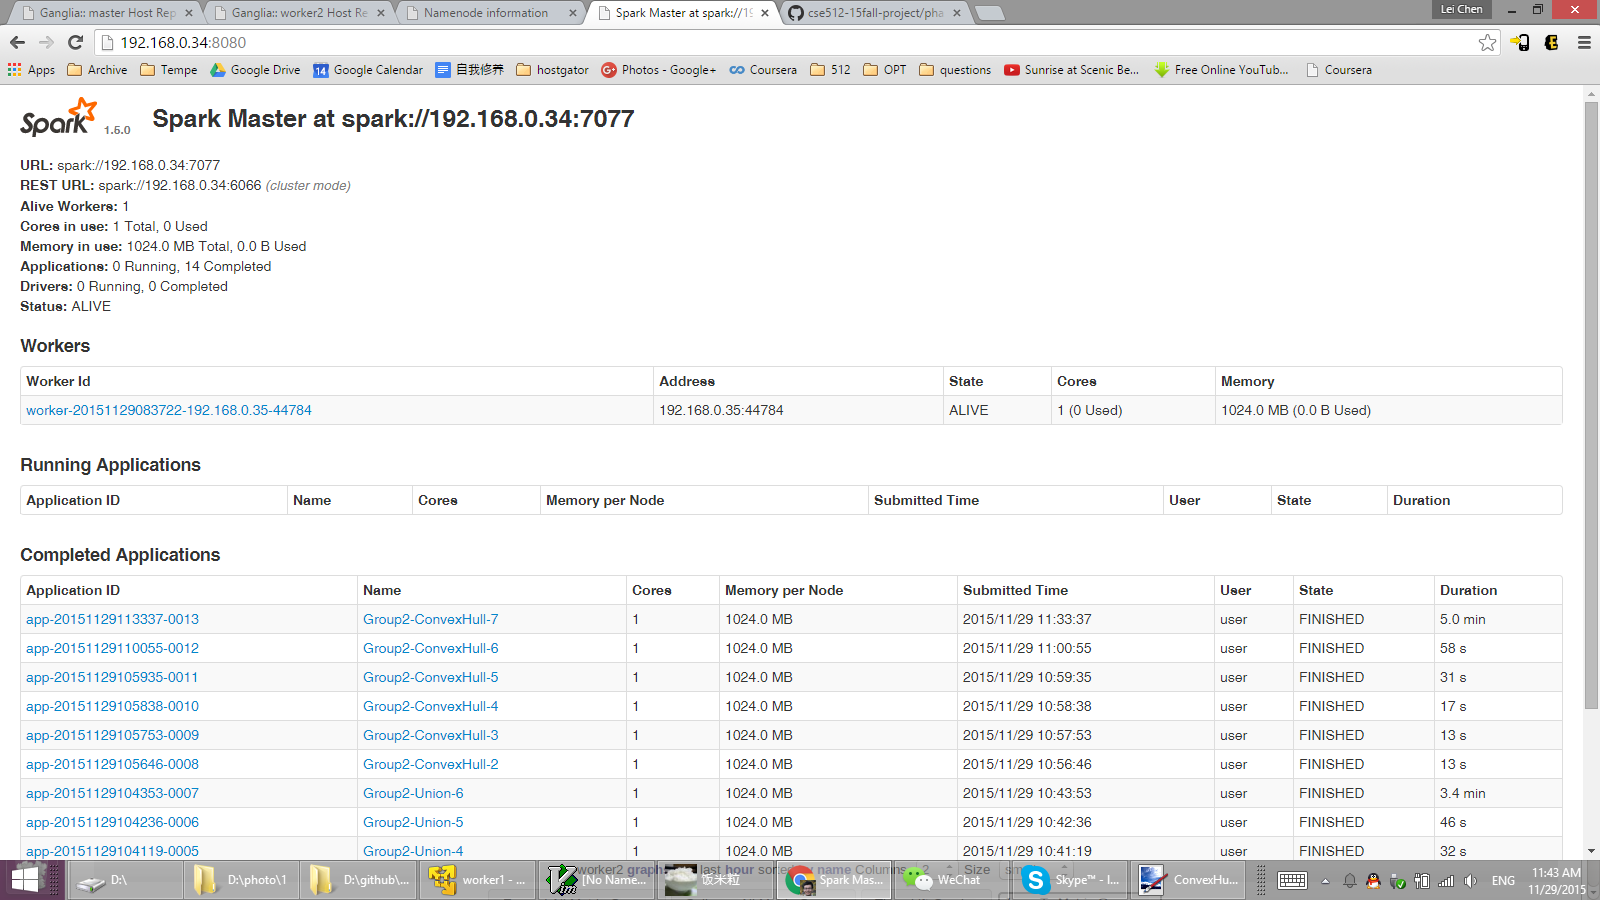 Ganglia:: master Host Rep
Ganglia:: worker2 Host Re
Namenode information
Spark Master at spark://19
cse512-15fall-project/pha
Lei Chen
192.168.0.34:8080
Apps Archive Tempe Google Drive 14 Google Calendar 自我修养 hostgator Photos - Google+ Coursera 512 OPT questions Sunrise at Scenic Be... Free Online YouTub... Coursera
Spark 1.5.0 Spark Master at spark://192.168.0.34:7077
URL: spark://192.168.0.34:7077
REST URL: spark://192.168.0.34:6066 (cluster mode)
Alive Workers: 1
Cores in use: 1 Total, 0 Used
Memory in use: 1024.0 MB Total, 0.0 B Used
Applications: 0 Running, 14 Completed
Drivers: 0 Running, 0 Completed
Status: ALIVE
Workers
Worker Id Address State Cores Memory
worker-20151129083722-192.168.0.35-44784 192.168.0.35:44784 ALIVE 1 (0 Used) 1024.0 MB (0.0 B Used)
Running Applications
Application ID Name Cores Memory per Node Submitted Time User State Duration
Completed Applications
Application ID Name Cores Memory per Node Submitted Time User State Duration
app-20151129113337-0013 Group2-ConvexHull-7 1 1024.0 MB 2015/11/29 11:33:37 user FINISHED 5.0 min
app-20151129110055-0012 Group2-ConvexHull-6 1 1024.0 MB 2015/11/29 11:00:55 user FINISHED 58 s
app-20151129105935-0011 Group2-ConvexHull-5 1 1024.0 MB 2015/11/29 10:59:35 user FINISHED 31 s
app-20151129105838-0010 Group2-ConvexHull-4 1 1024.0 MB 2015/11/29 10:58:38 user FINISHED 17 s
app-20151129105753-0009 Group2-ConvexHull-3 1 1024.0 MB 2015/11/29 10:57:53 user FINISHED 13 s
app-20151129105646-0008 Group2-ConvexHull-2 1 1024.0 MB 2015/11/29 10:56:46 user FINISHED 13 s
app-20151129104353-0007 Group2-Union-6 1 1024.0 MB 2015/11/29 10:43:53 user FINISHED 3.4 min
app-20151129104236-0006 Group2-Union-5 1 1024.0 MB 2015/11/29 10:42:36 user FINISHED 46 s
app-20151129104119-0005 Group2-Union-4 1 1024.0 MB 2015/11/29 10:41:19 user FINISHED 32 s
D:\ D:\photo\1 D:\github\... worker1 - ... [No Name... 饭米粒 Spark Mas... WeChat Skype™ - I... ConvexHu... ENG 11:43 AM
11/29/2015